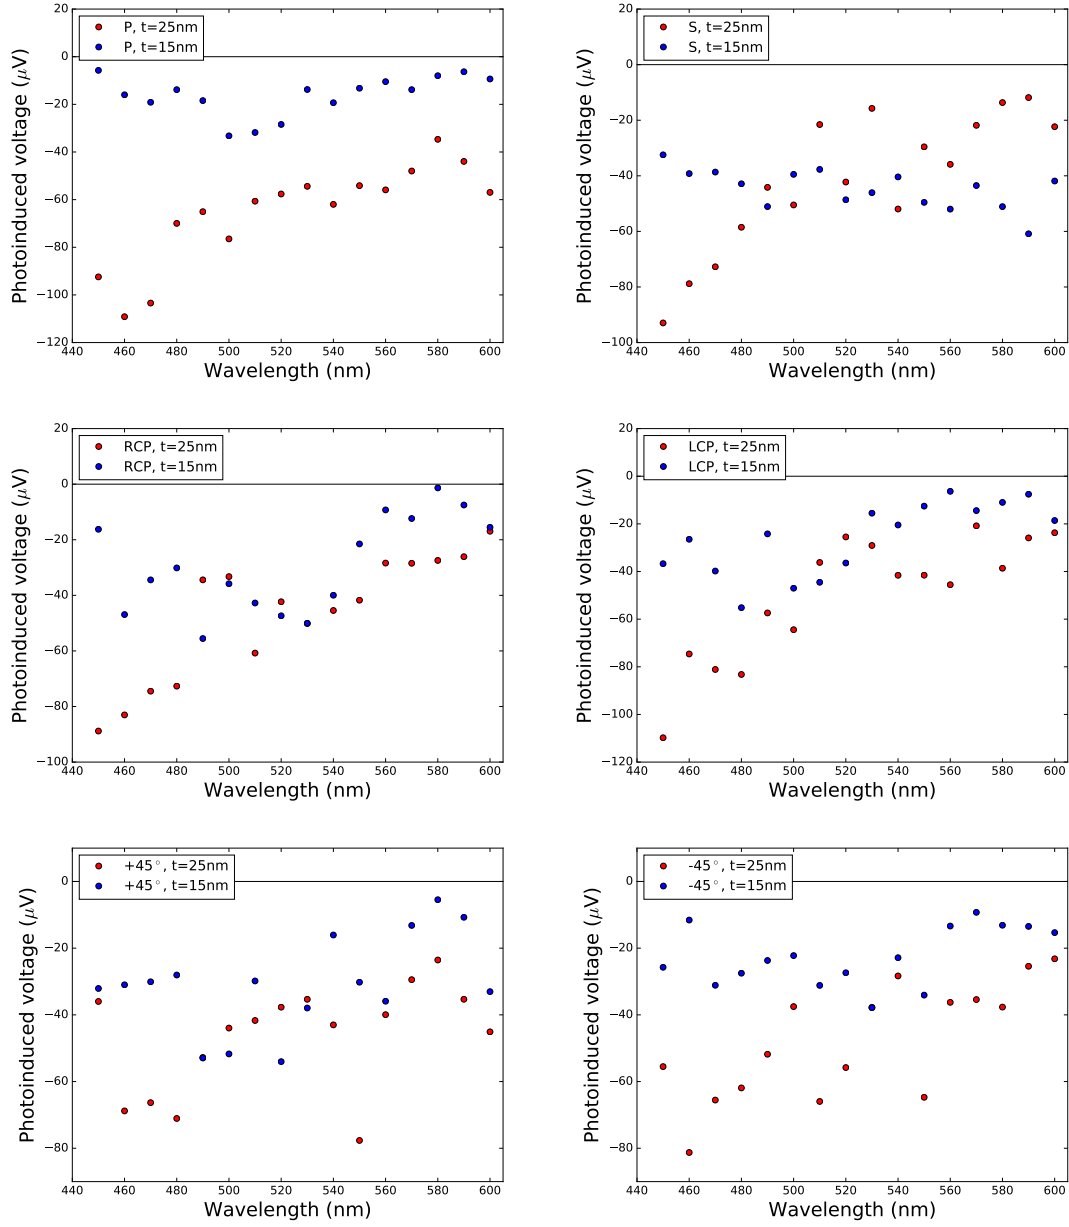 P, t=25nm
P, t=15nm
20
0
−20
−40
−60
−80
−100
−120
Photoinduced voltage (μV)
440 460 480 500 520 540 560 580 600
Wavelength (nm)
S, t=25nm
S, t=15nm
20
0
−20
−40
−60
−80
−100
Photoinduced voltage (μV)
440 460 480 500 520 540 560 580 600
Wavelength (nm)
RCP, t=25nm
RCP, t=15nm
20
0
−20
−40
−60
−80
−100
Photoinduced voltage (μV)
440 460 480 500 520 540 560 580 600
Wavelength (nm)
LCP, t=25nm
LCP, t=15nm
20
0
−20
−40
−60
−80
−100
−120
Photoinduced voltage (μV)
440 460 480 500 520 540 560 580 600
Wavelength (nm)
+45°, t=25nm
+45°, t=15nm
0
−20
−40
−60
−80
Photoinduced voltage (μV)
440 460 480 500 520 540 560 580 600
Wavelength (nm)
-45°, t=25nm
-45°, t=15nm
0
−20
−40
−60
−80
Photoinduced voltage (μV)
440 460 480 500 520 540 560 580 600
Wavelength (nm)